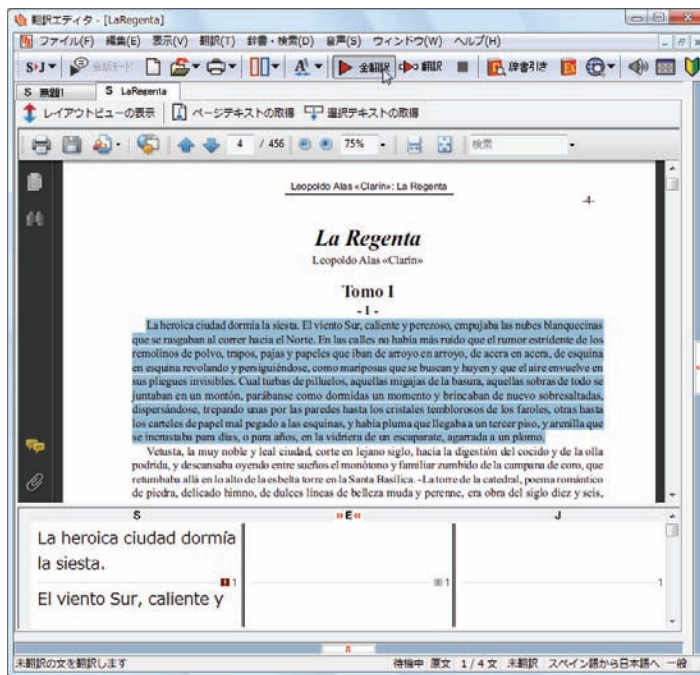 翻訳エディタ - [LaRegenta]
ファイル(F) 編集(E) 表示(V) 翻訳(T) 辞書・検索(D) 音声(S) ウィンドウ(W) ヘルプ(H)
S›J 会話モード 全翻訳 翻訳 辞書引き
S 無題1 S LaRegenta
レイアウトビューの表示 ページテキストの取得 選択テキストの取得
4 / 456 75% 検索
Leopoldo Alas «Clarín»: La Regenta
-4-
La Regenta
Leopoldo Alas «Clarín»
Tomo I
- I -
La heroica ciudad dormía la siesta. El viento Sur, caliente y perezoso, empujaba las nubes blanquecinas
que se rasgaban al correr hacia el Norte. En las calles no había más ruido que el rumor estridente de los
remolinos de polvo, trapos, pajas y papeles que iban de arroyo en arroyo, de acera en acera, de esquina
en esquina revolando y persiguiéndose, como mariposas que se buscan y huyen y que el aire envuelve en
sus pliegues invisibles. Cual turbas de pilluelos, aquellas migajas de la basura, aquellas sobras de todo se
juntaban en un montón, parábanse como dormidas un momento y brincaban de nuevo sobresaltadas,
dispersándose, trepando unas por las paredes hasta los cristales temblorosos de los faroles, otras hasta
los carteles de papel mal pegado a las esquinas, y había pluma que llegaba a un tercer piso, y arenilla que
se incrustaba para días, o para años, en la vidriera de un escaparate, agarrada a un plomo.
Vetusta, la muy noble y leal ciudad, corte en lejano siglo, hacía la digestión del cocido y de la olla
podrida, y descansaba oyendo entre sueños el monótono y familiar zumbido de la campana de coro, que
retumbaba allá en lo alto de la esbelta torre en la Santa Basílica. -La torre de la catedral, poema romántico
de piedra, delicado himno, de dulces líneas de belleza muda y perenne, era obra del siglo diez y seis,
S »E« J
La heroica ciudad dormía
la siesta.
1 1 1
El viento Sur, caliente y
未翻訳の文を翻訳します 待機中 原文 1 / 4 文 未翻訳 スペイン語から日本語へ 一般